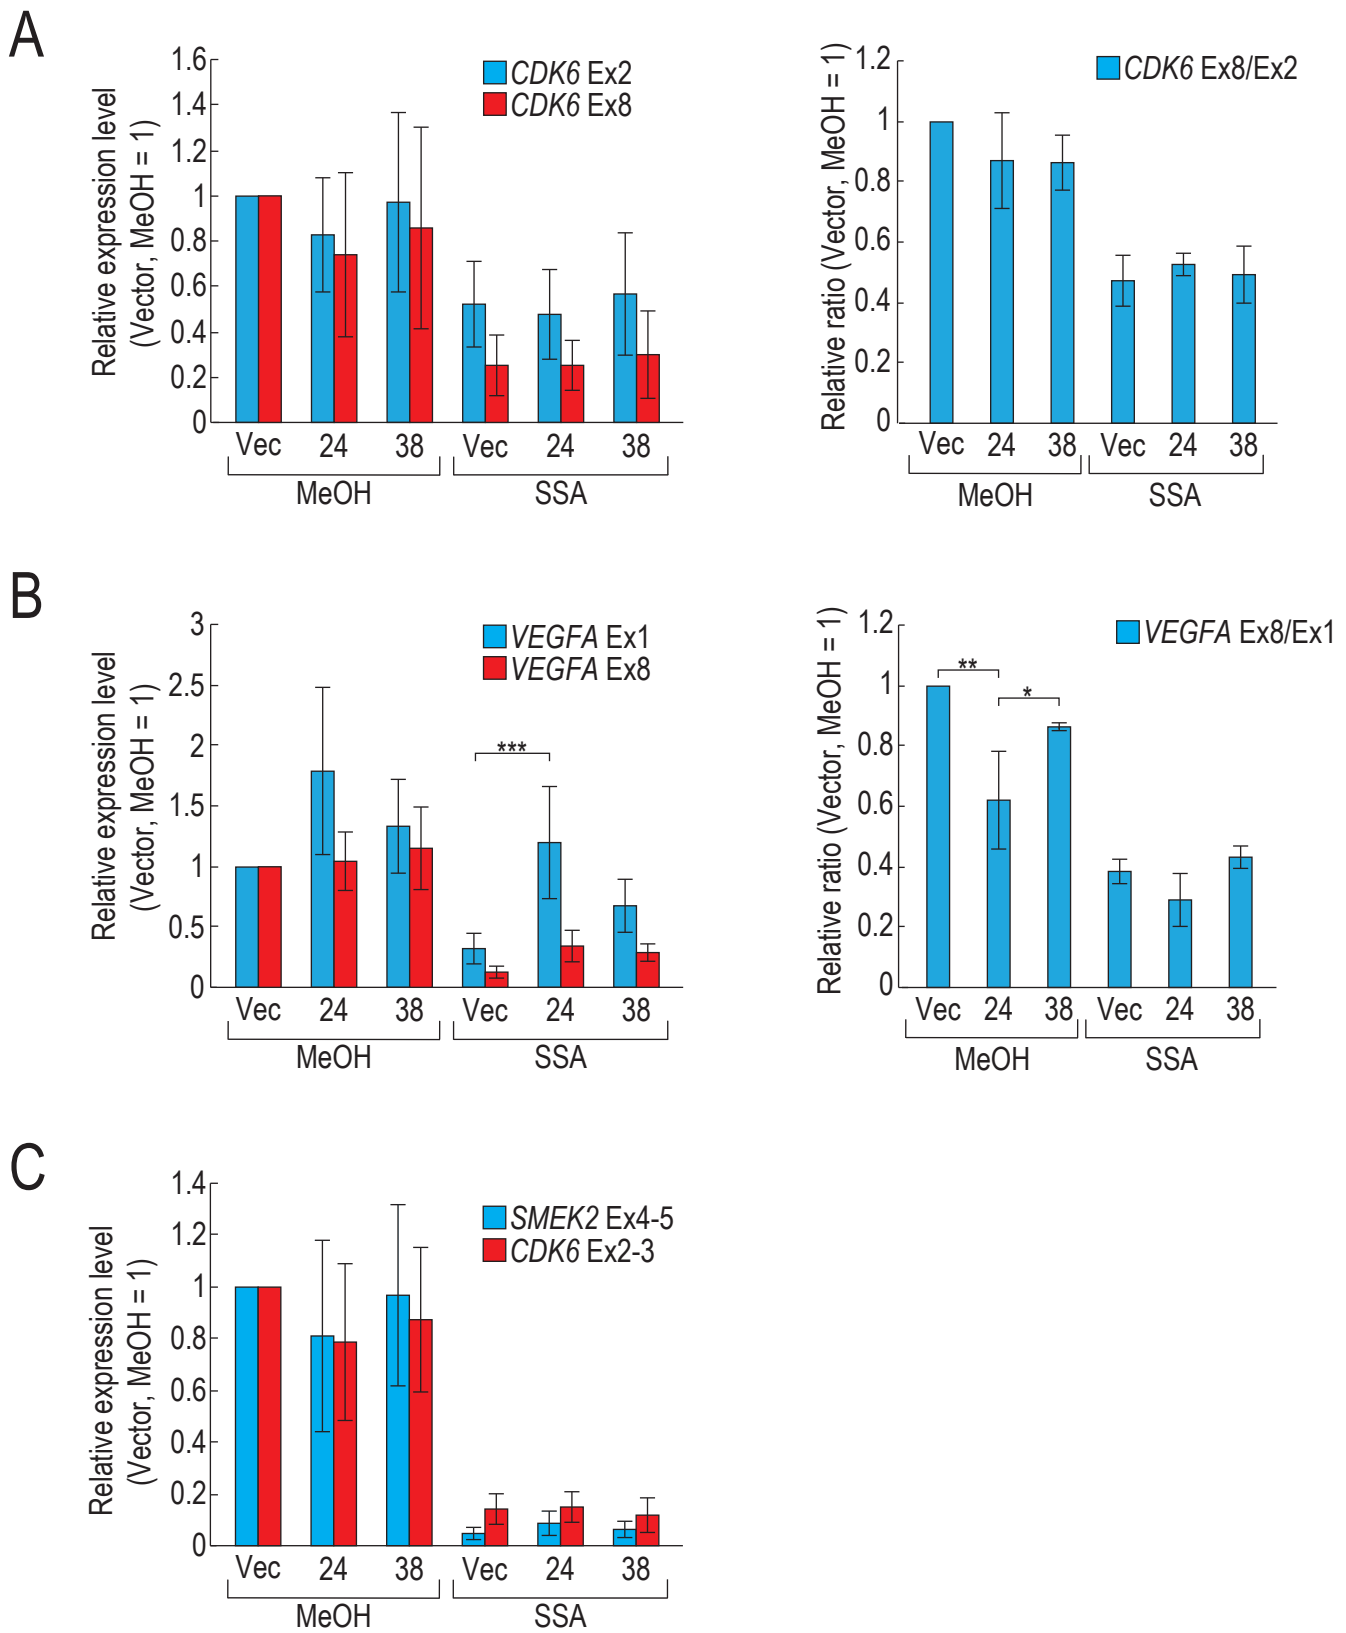 A
Relative expression level
(Vector, MeOH = 1)
1.6
1.4
1.2
1
0.8
0.6
0.4
0.2
0
CDK6 Ex2
CDK6 Ex8
Vec 24 38 Vec 24 38
MeOH SSA
Relative ratio (Vector, MeOH = 1)
1.2
1
0.8
0.6
0.4
0.2
0
CDK6 Ex8/Ex2
Vec 24 38 Vec 24 38
MeOH SSA
B
Relative expression level
(Vector, MeOH = 1)
3
2.5
2
1.5
1
0.5
0
VEGFA Ex1
VEGFA Ex8
***
Vec 24 38 Vec 24 38
MeOH SSA
Relative ratio (Vector, MeOH = 1)
1.2
1
0.8
0.6
0.4
0.2
0
VEGFA Ex8/Ex1
**
*
Vec 24 38 Vec 24 38
MeOH SSA
C
Relative expression level
(Vector, MeOH = 1)
1.4
1.2
1
0.8
0.6
0.4
0.2
0
SMEK2 Ex4-5
CDK6 Ex2-3
Vec 24 38 Vec 24 38
MeOH SSA